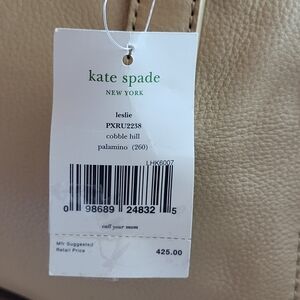 kate spade
NEW YORK
leslie
PXRU2238
cobble hill
palamino (260)
LHK6007
0 98689 24832 5
call your mom
Mfr Suggested
Retail Price
425.00